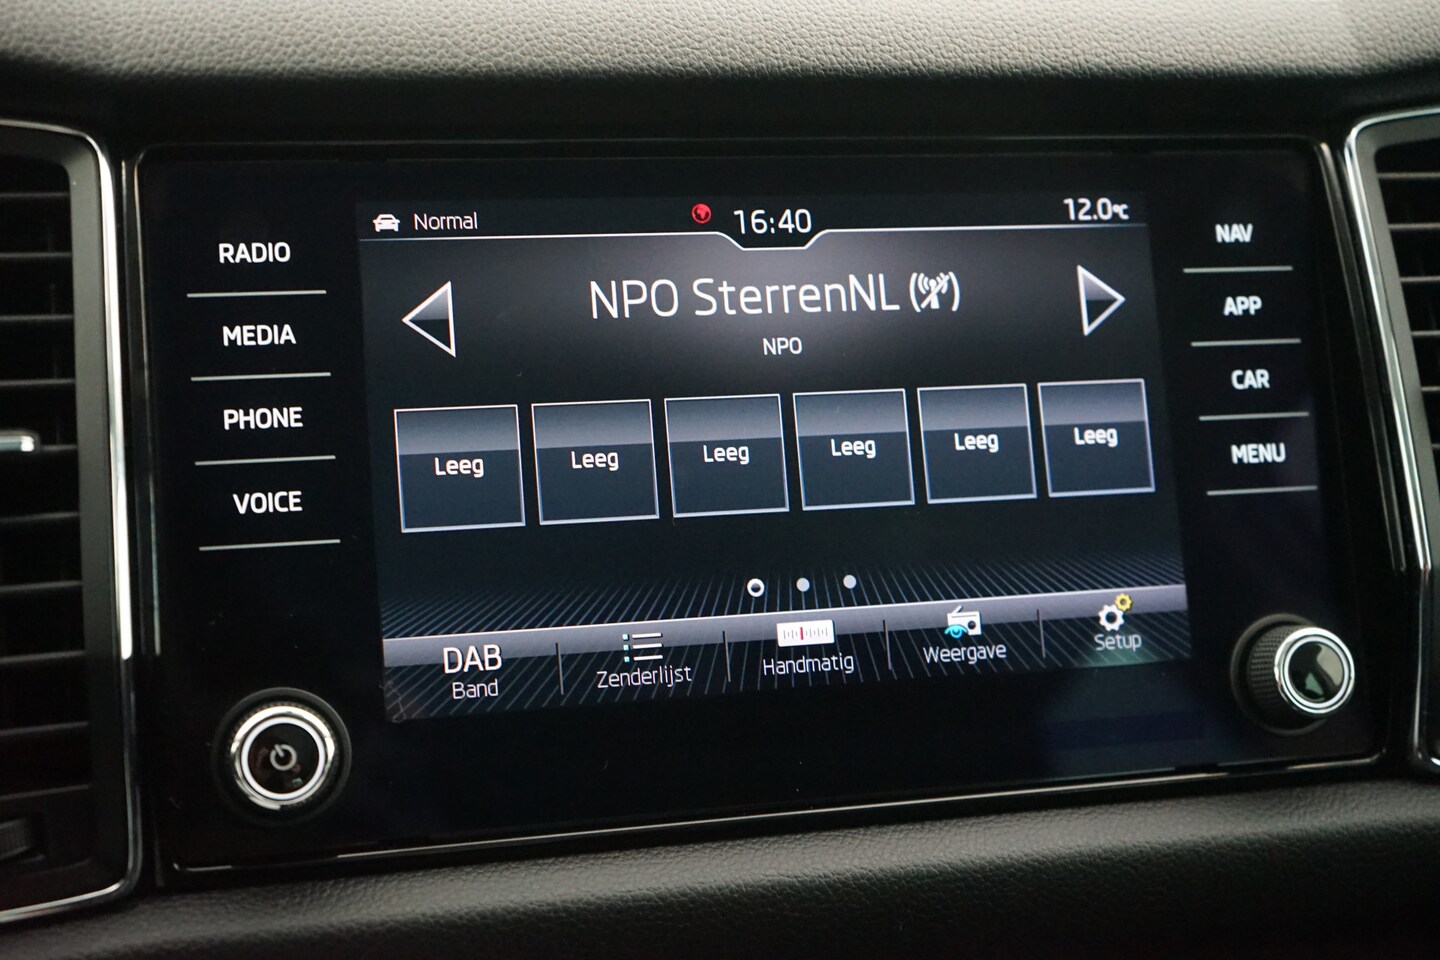 RADIO
MEDIA
PHONE
VOICE
Normal
16:40
12.0°C
NPO SterrenNL
NPO
Leeg
Leeg
Leeg
Leeg
Leeg
Leeg
DAB
Band
Zenderlijst
Handmatig
Weergave
Setup
NAV
APP
CAR
MENU